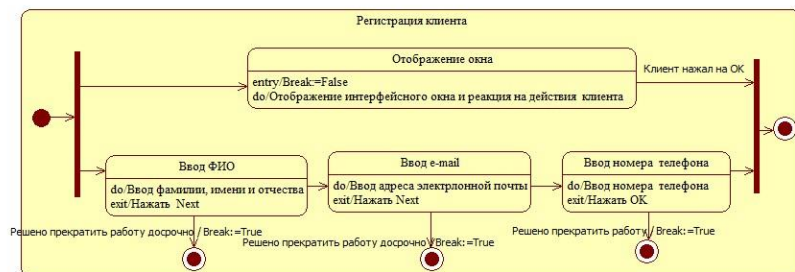 Регистрация клиента
Отображение окна
entry/Break:=False
do/Отображение интерфейсного окна и реакция на действия клиента
Клиент нажал на ОК
Ввод ФИО
do/Ввод фамилии, имени и отчества
exit/Нажать Next
Ввод e-mail
do/Ввод адреса электрлонной почты
exit/Нажать Next
Ввод номера телефона
do/Ввод номера телефона
exit/Нажать ОК
Решено прекратить работу досрочно / Break:=True
Решено прекратить работу досрочно / Break:=True
Решено прекратить работу / Break:=True